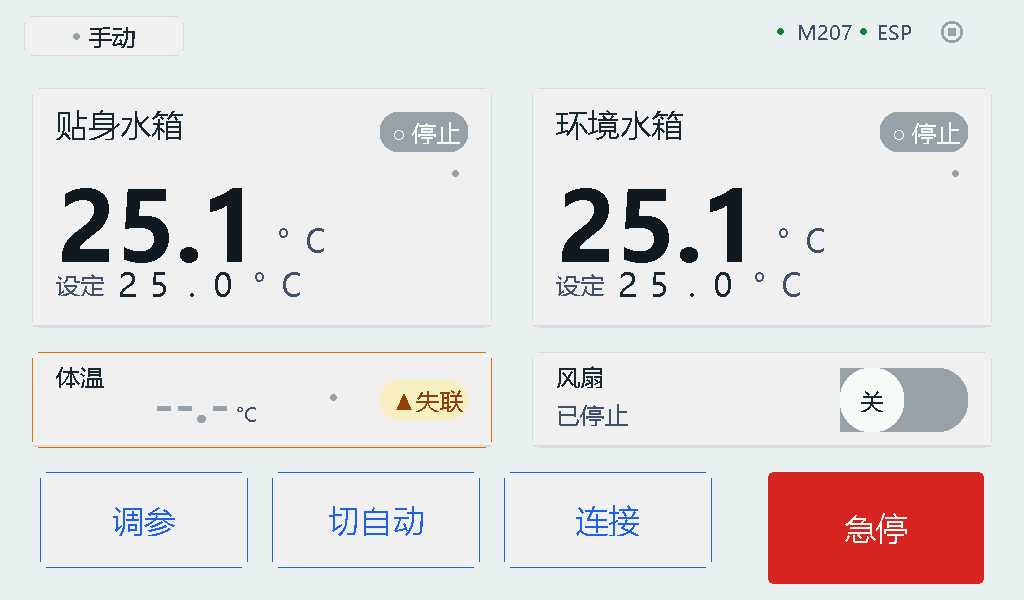 手动
M207 ESP
贴身水箱
停止
25.1 °C
设定 25.0 °C
环境水箱
停止
25.1 °C
设定 25.0 °C
体温
--.- °C
▲失联
风扇
已停止
关
调参
切自动
连接
急停